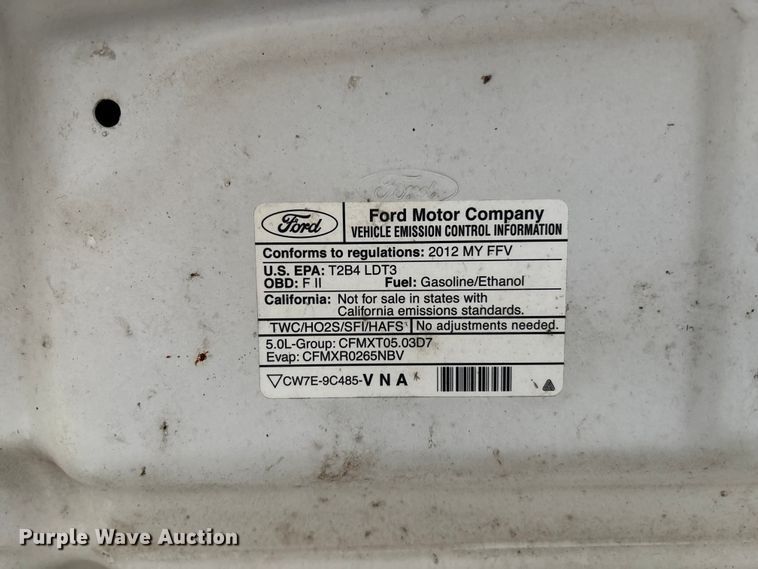 Ford
Ford
Ford Motor Company
VEHICLE EMISSION CONTROL INFORMATION
Conforms to regulations: 2012 MY FFV
U.S. EPA: T2B4 LDT3
OBD: F II Fuel: Gasoline/Ethanol
California: Not for sale in states with
California emissions standards.
TWC/HO2S/SFI/HAFS No adjustments needed.
5.0L-Group: CFMXT05.03D7
Evap: CFMXR0265NBV
CW7E-9C485-VNA
Purple Wave Auction